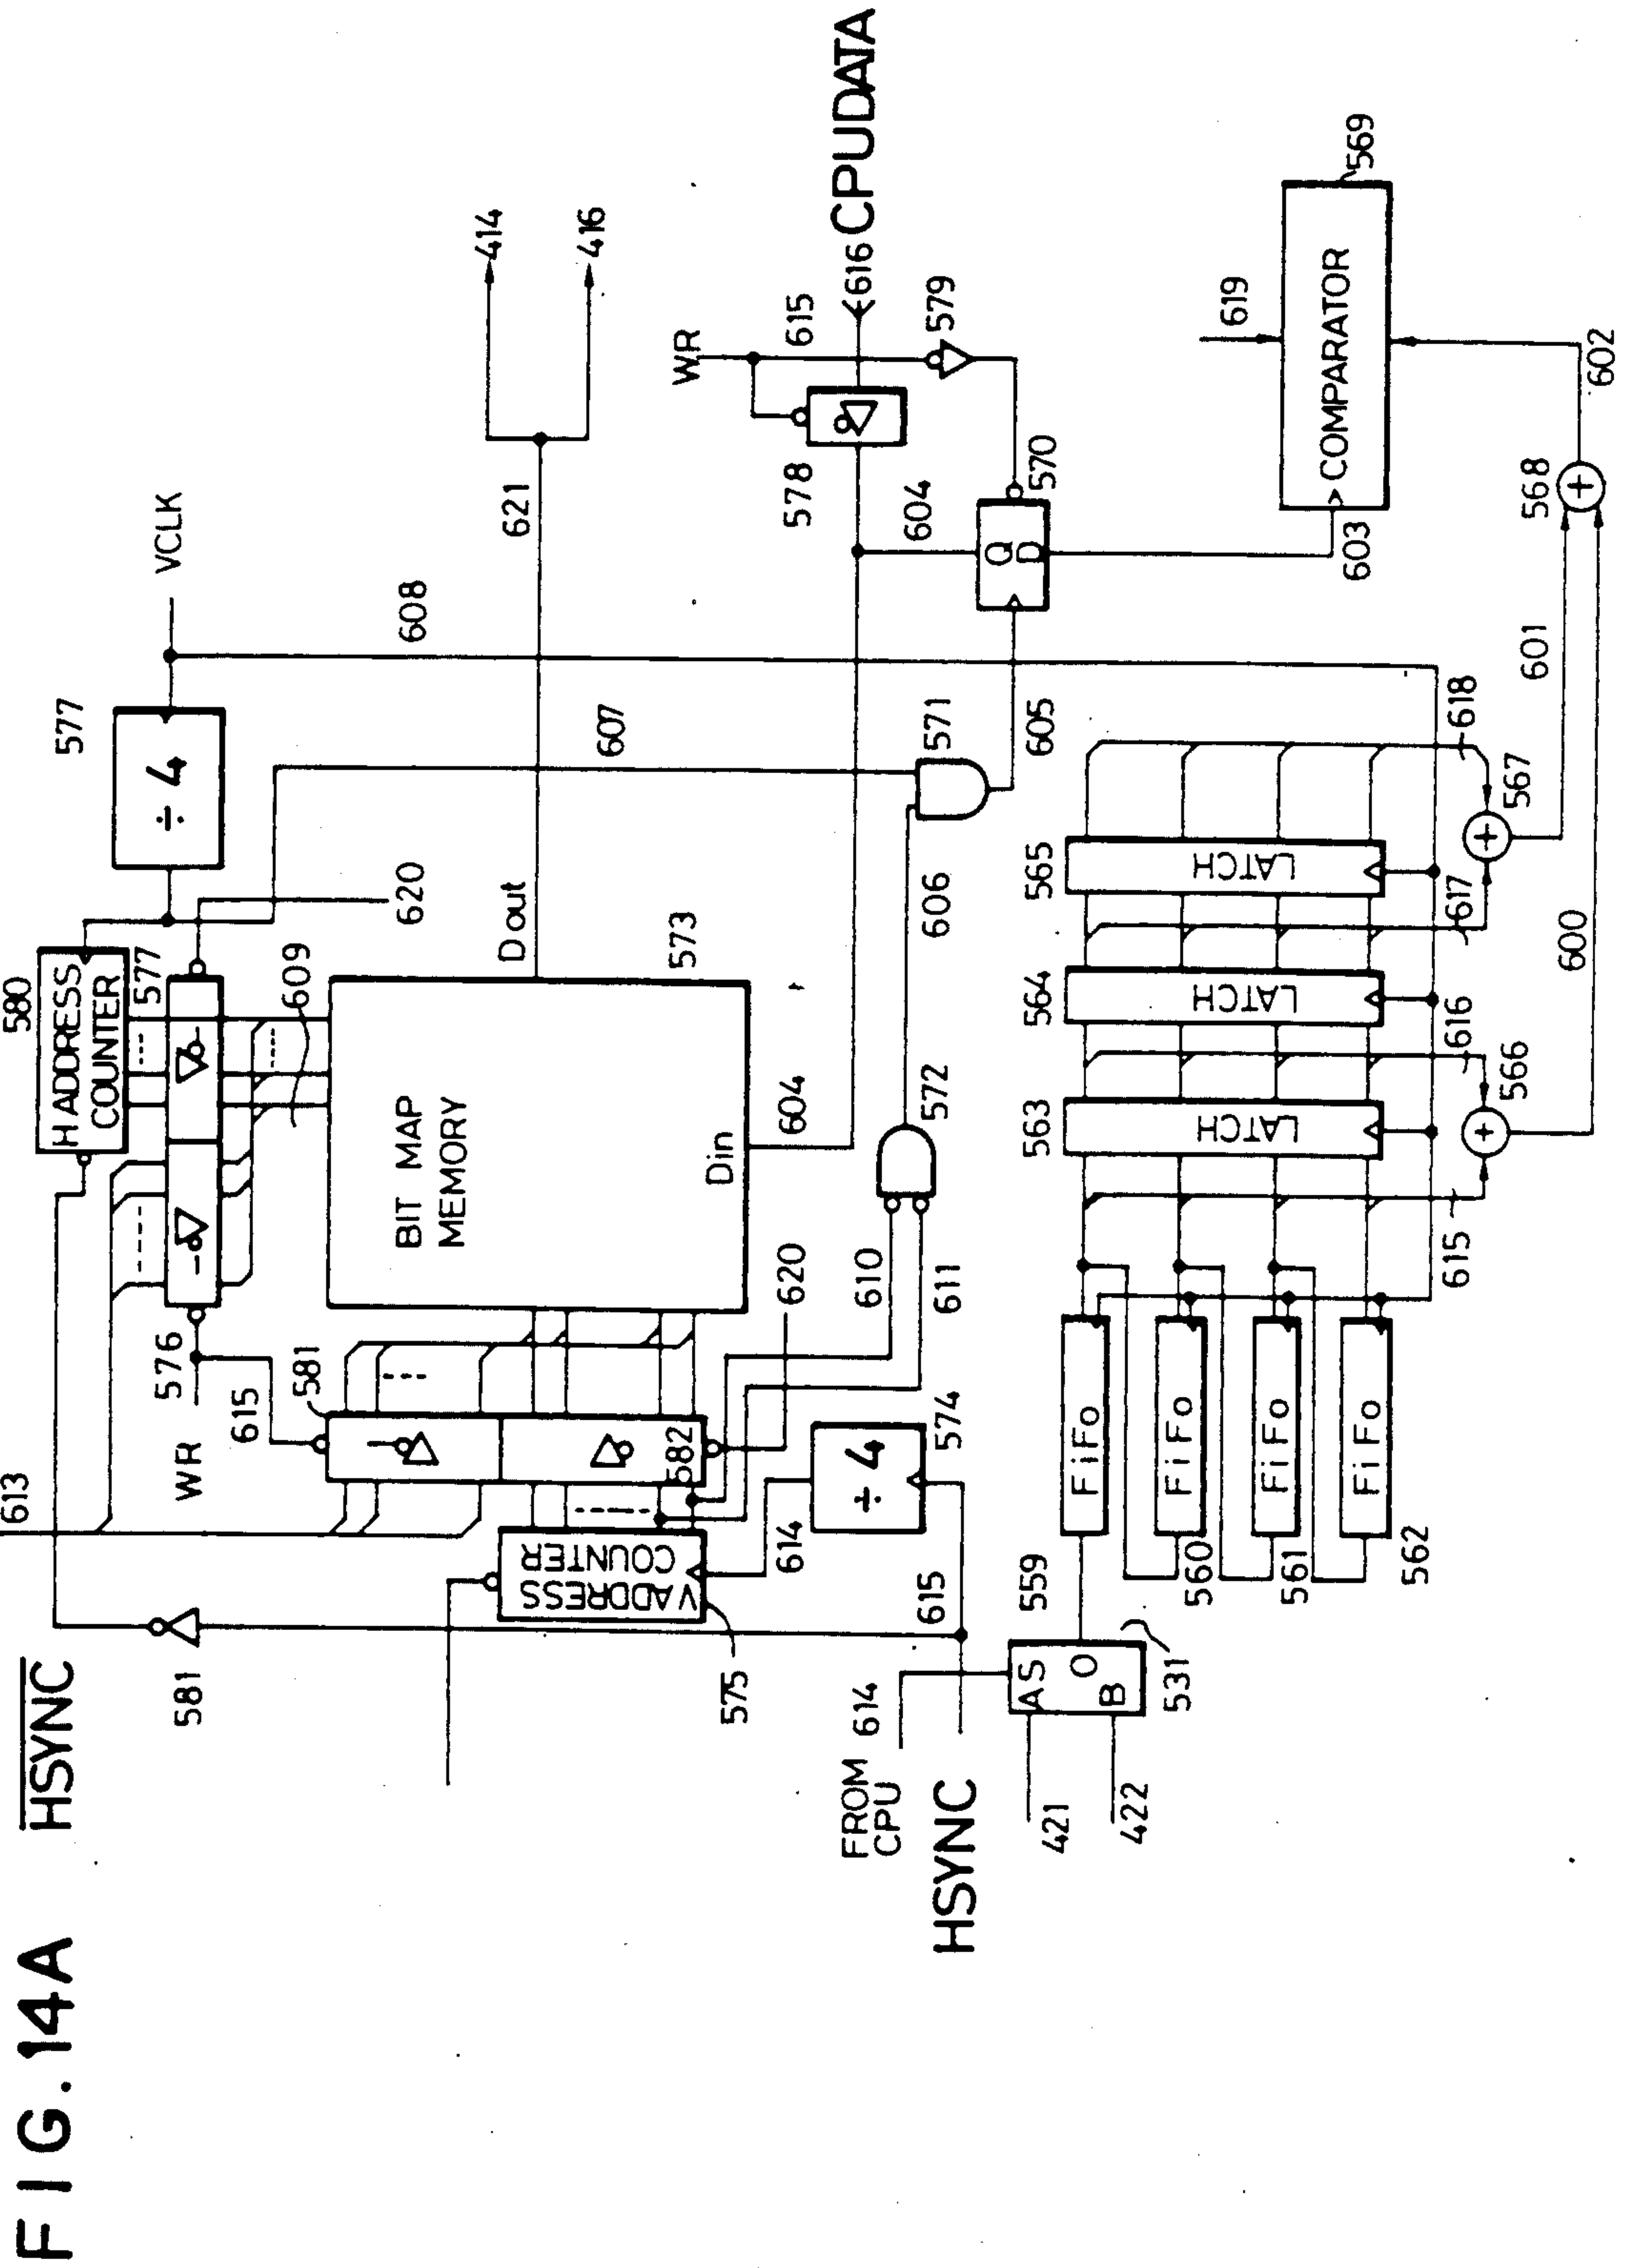 FIG. 14A
HSYNC
581
613
580
H ADDRESS
COUNTER
577
577
÷ 4
VCLK
WR
576
615
581
609
620
607
608
BIT MAP
MEMORY
573
Dout
Din
604
621
414
416
WR
615
578
616
CPUDATA
579
604
570
Q
D
603
582
V ADDRESS
COUNTER
575
614
÷ 4
574
620
610
611
572
606
571
605
FROM
CPU
614
HSYNC
615
421
422
A
S
B
O
531
559
FiFo
FiFo
FiFo
FiFo
560
561
562
563
LATCH
564
LATCH
565
LATCH
615
566
+
616
617
567
+
618
600
601
568
+
602
619
COMPARATOR
569